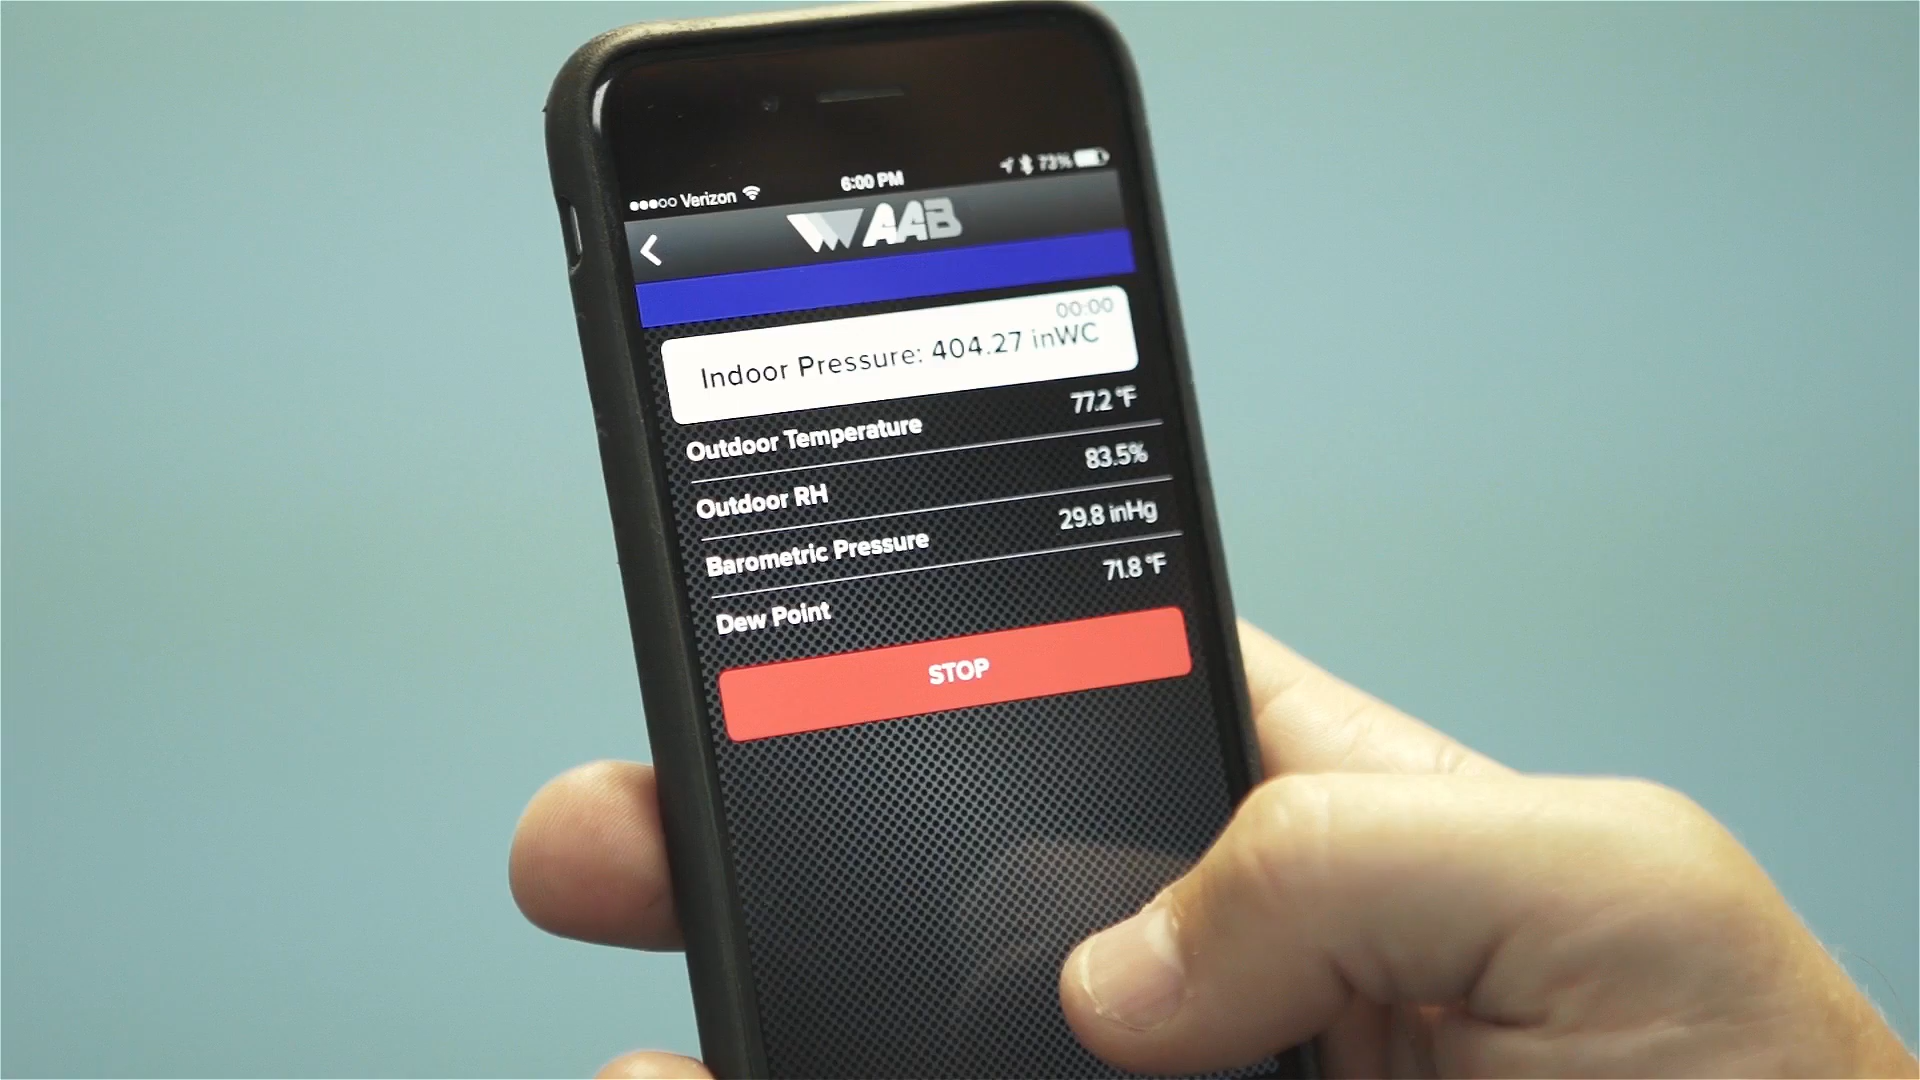 ●●●○○ Verizon 6:00 PM 73%
AAB
00:00
Indoor Pressure: 404.27 inWC
Outdoor Temperature 77.2 °F
Outdoor RH 83.5%
Barometric Pressure 29.8 inHg
Dew Point 71.8 °F
STOP